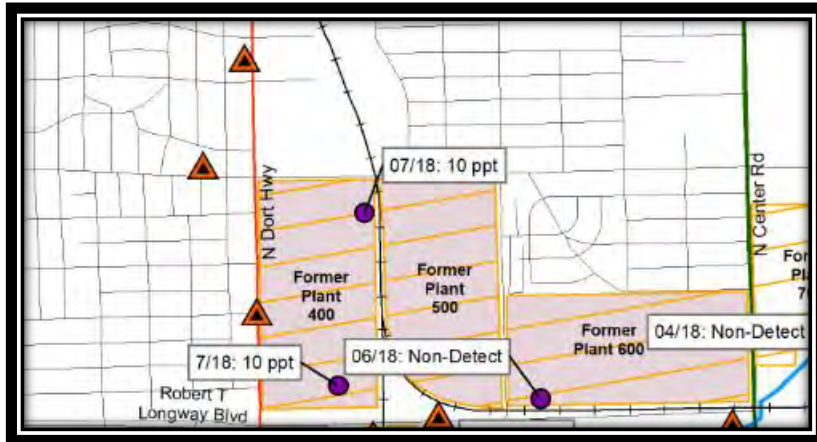 07/18: 10 ppt
N Dort Hwy
N Center Rd
Former
Plant
400
Former
Plant
500
Former
Plant 600
04/18: Non-Detect
06/18: Non-Detect
7/18: 10 ppt
Robert T
Longway Blvd